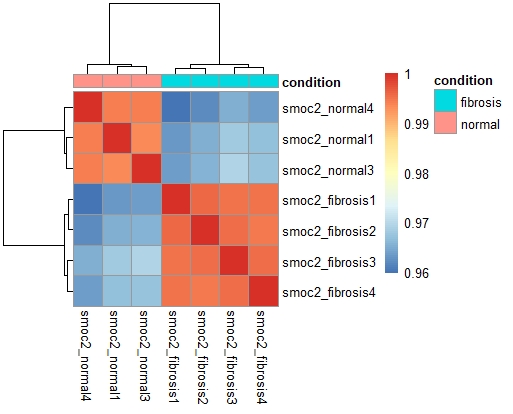 condition
smoc2_normal4
smoc2_normal1
smoc2_normal3
smoc2_fibrosis1
smoc2_fibrosis2
smoc2_fibrosis3
smoc2_fibrosis4
1
0.99
0.98
0.97
0.96
condition
fibrosis
normal
smoc2_normal4
smoc2_normal1
smoc2_normal3
smoc2_fibrosis1
smoc2_fibrosis2
smoc2_fibrosis3
smoc2_fibrosis4